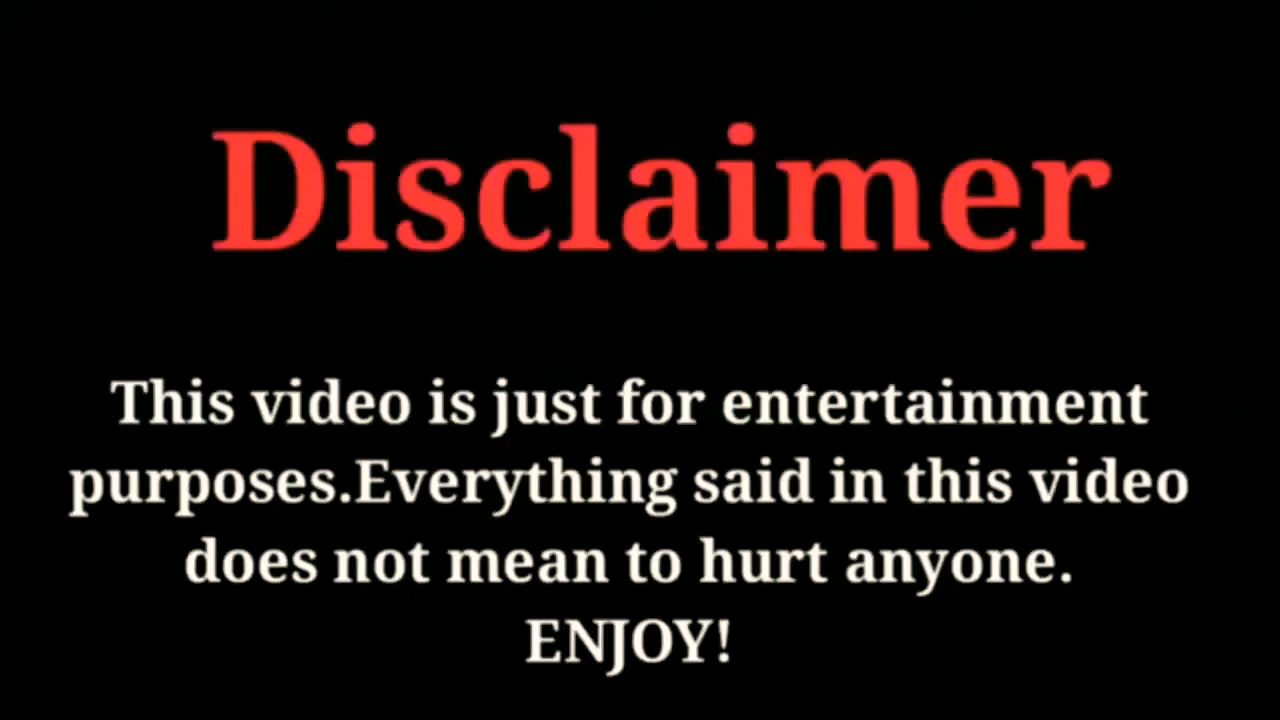 Disclaimer
This video is just for entertainment
purposes.Everything said in this video
does not mean to hurt anyone.
ENJOY!